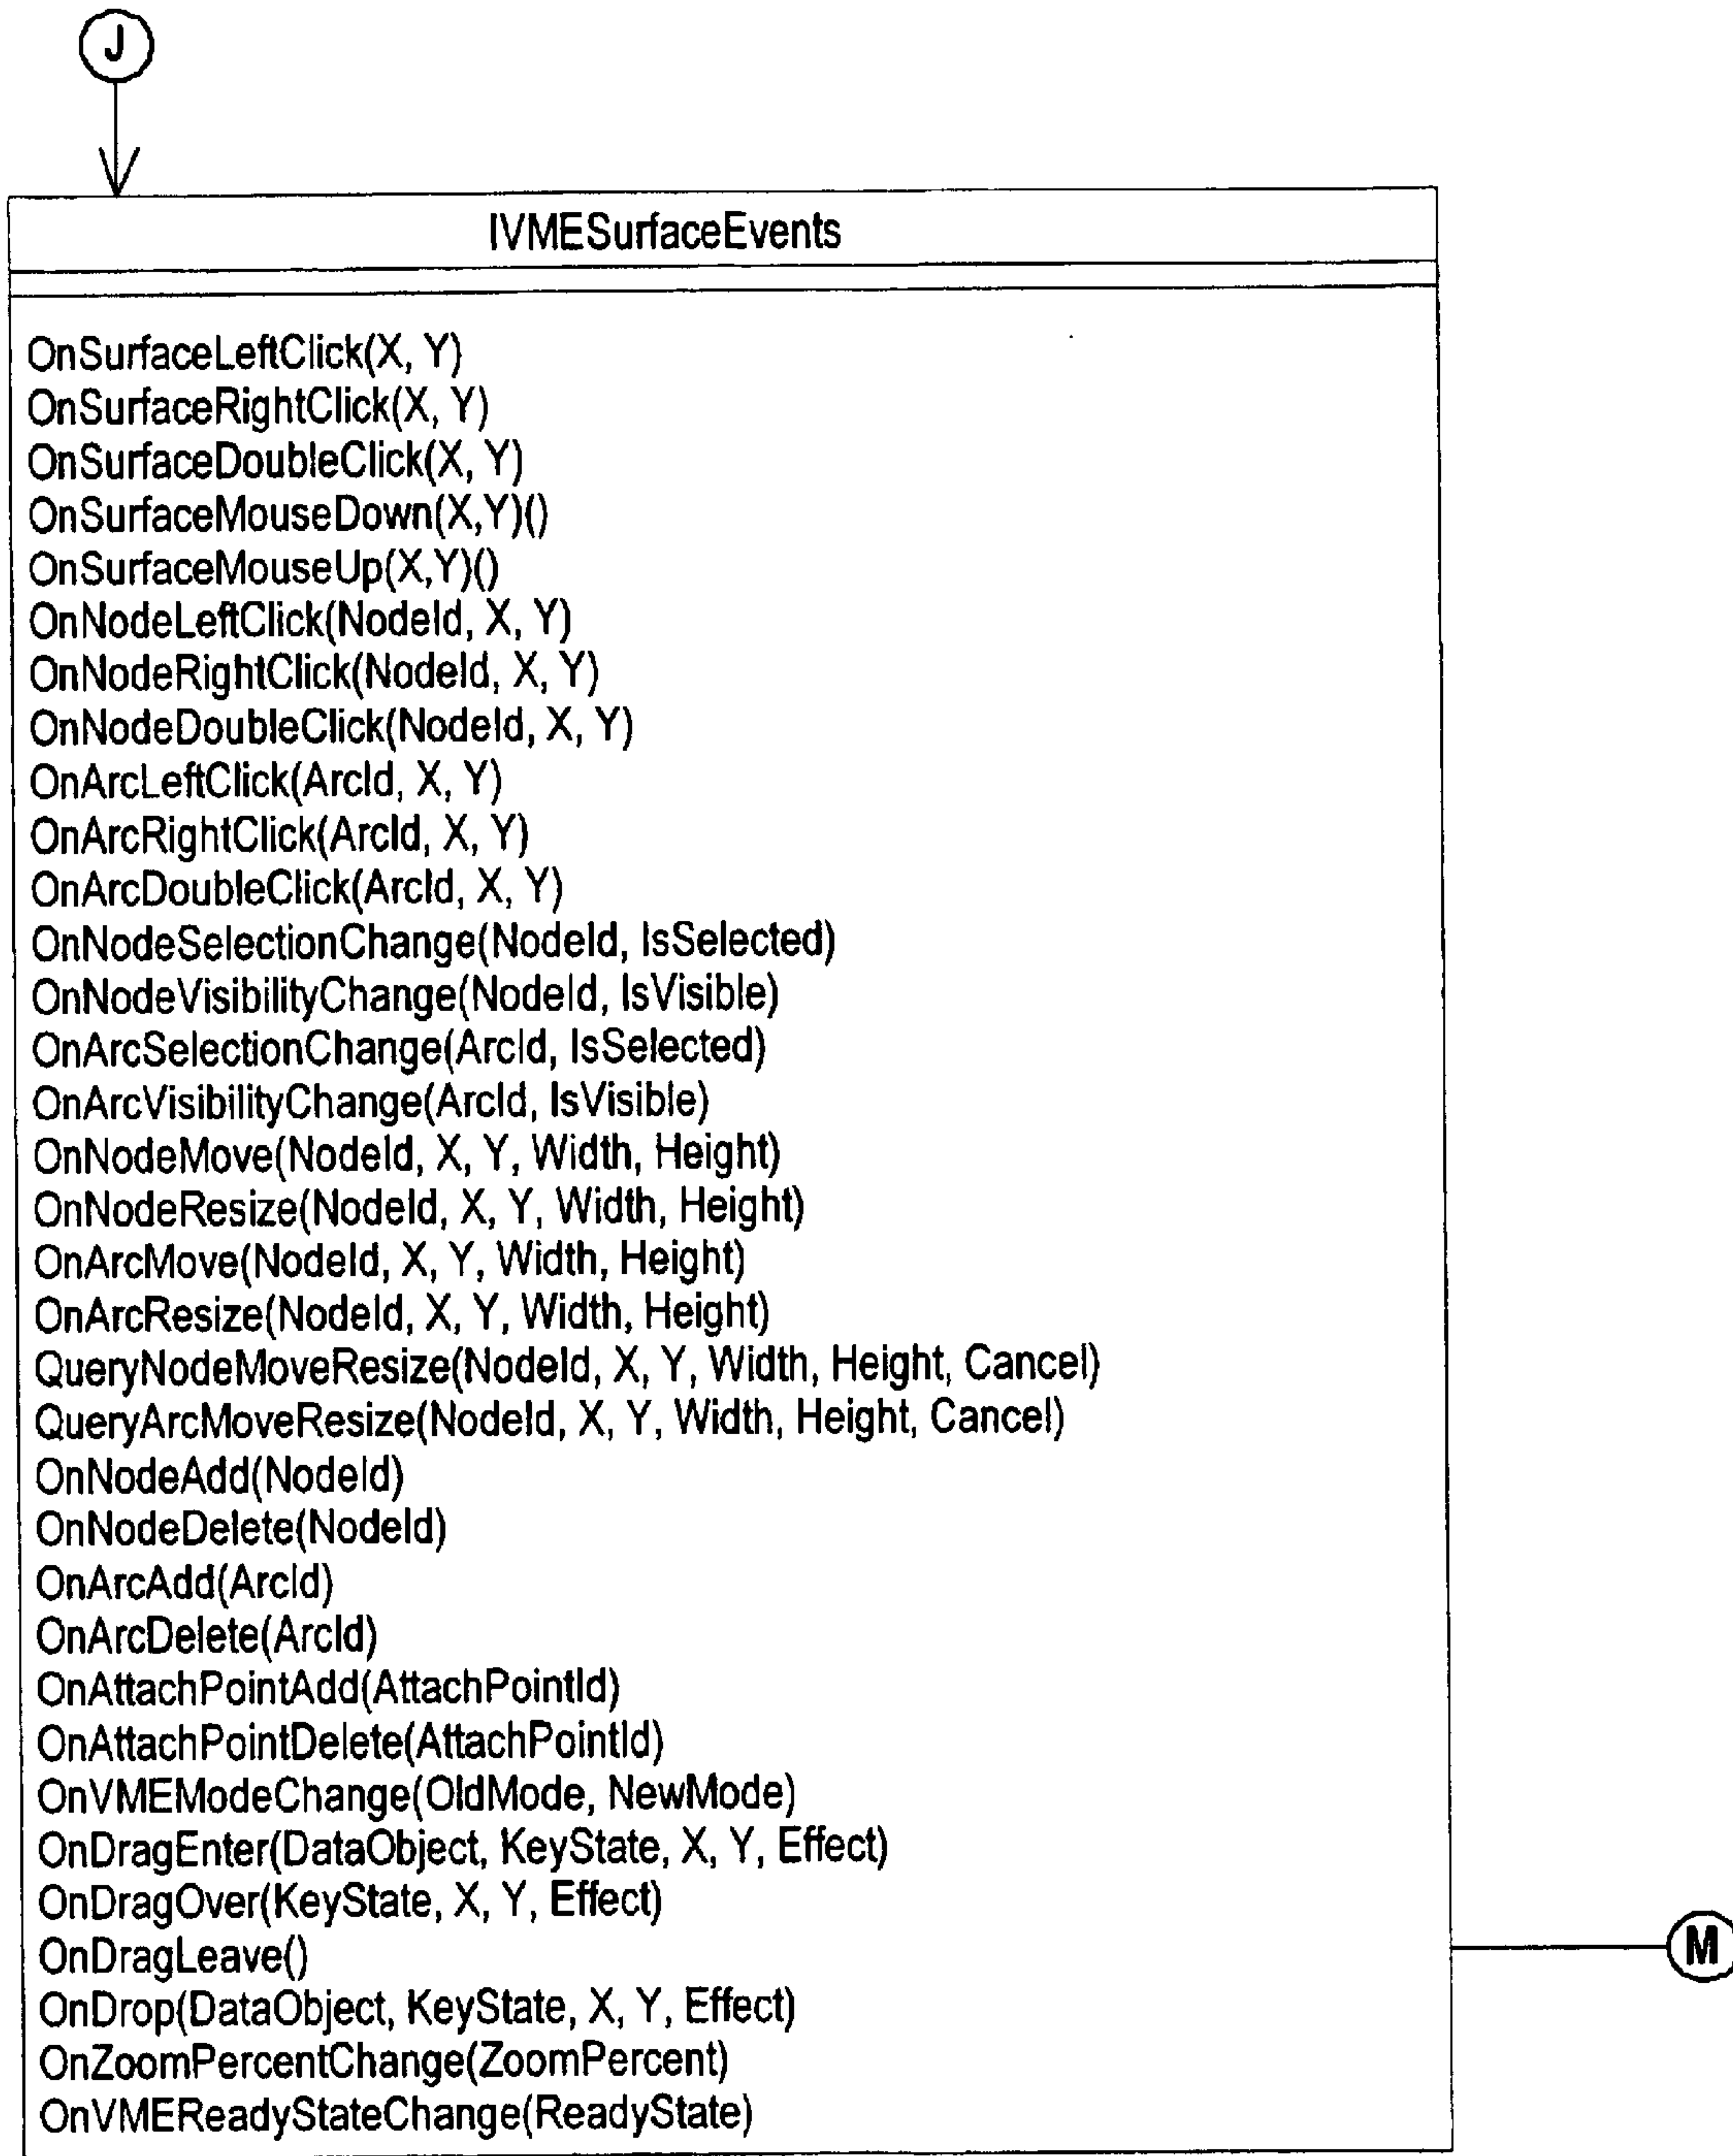 J
IVMESurfaceEvents
OnSurfaceLeftClick(X, Y)
OnSurfaceRightClick(X, Y)
OnSurfaceDoubleClick(X, Y)
OnSurfaceMouseDown(X,Y)()
OnSurfaceMouseUp(X,Y)()
OnNodeLeftClick(NodeId, X, Y)
OnNodeRightClick(NodeId, X, Y)
OnNodeDoubleClick(NodeId, X, Y)
OnArcLeftClick(ArcId, X, Y)
OnArcRightClick(ArcId, X, Y)
OnArcDoubleClick(ArcId, X, Y)
OnNodeSelectionChange(NodeId, IsSelected)
OnNodeVisibilityChange(NodeId, IsVisible)
OnArcSelectionChange(ArcId, IsSelected)
OnArcVisibilityChange(ArcId, IsVisible)
OnNodeMove(NodeId, X, Y, Width, Height)
OnNodeResize(NodeId, X, Y, Width, Height)
OnArcMove(NodeId, X, Y, Width, Height)
OnArcResize(NodeId, X, Y, Width, Height)
QueryNodeMoveResize(NodeId, X, Y, Width, Height, Cancel)
QueryArcMoveResize(NodeId, X, Y, Width, Height, Cancel)
OnNodeAdd(NodeId)
OnNodeDelete(NodeId)
OnArcAdd(ArcId)
OnArcDelete(ArcId)
OnAttachPointAdd(AttachPointId)
OnAttachPointDelete(AttachPointId)
OnVMEModeChange(OldMode, NewMode)
OnDragEnter(DataObject, KeyState, X, Y, Effect)
OnDragOver(KeyState, X, Y, Effect)
OnDragLeave()
M
OnDrop(DataObject, KeyState, X, Y, Effect)
OnZoomPercentChange(ZoomPercent)
OnVMEReadyStateChange(ReadyState)